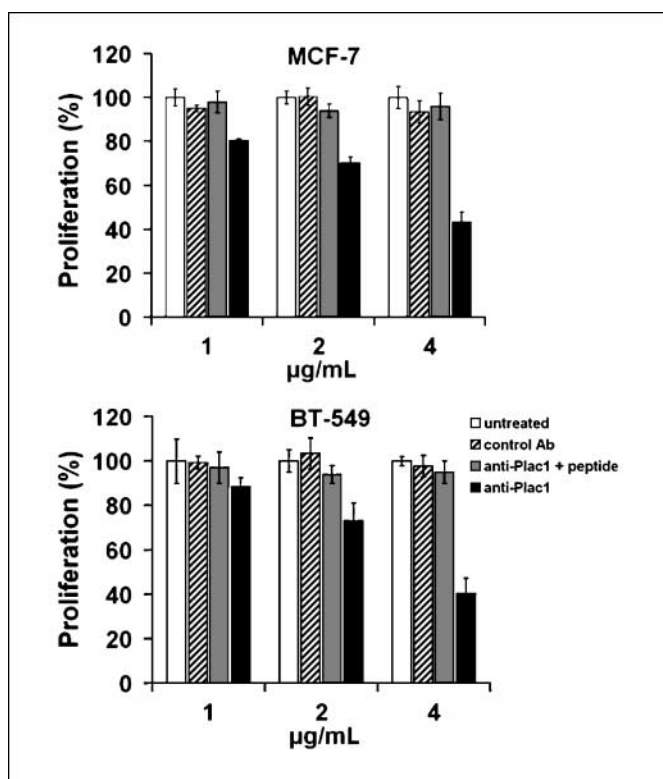 MCF-7
Proliferation (%)
120
100
80
60
40
20
0
1 2 4
µg/mL
BT-549
Proliferation (%)
120
100
80
60
40
20
0
untreated
control Ab
anti-Plac1 + peptide
anti-Plac1
1 2 4
µg/mL